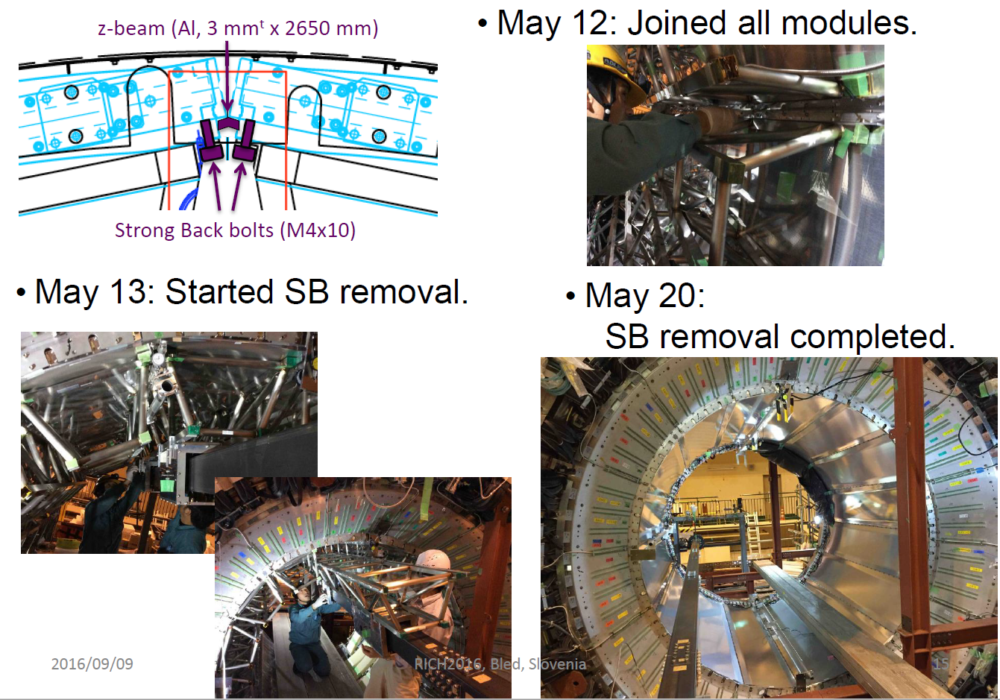 z-beam (Al, 3 mmᵗ x 2650 mm)
Strong Back bolts (M4x10)
• May 12: Joined all modules.
• May 13: Started SB removal.
• May 20:
SB removal completed.
2016/09/09
RICH2016, Bled, Slovenia
15